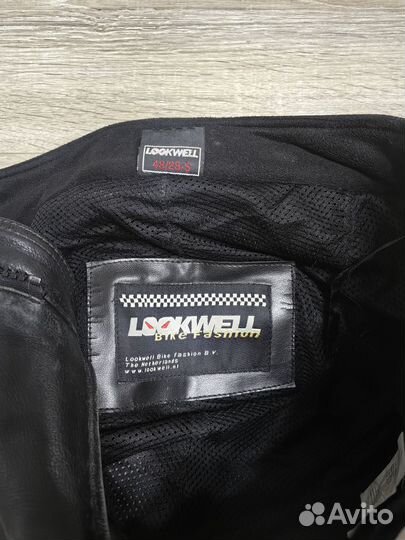 LOOKWELL
48/28-S
LOOKWELL
Bike Fashion
Lookwell Bike Fashion B.V.
The Netherlands
www.lookwell.nl
Avito